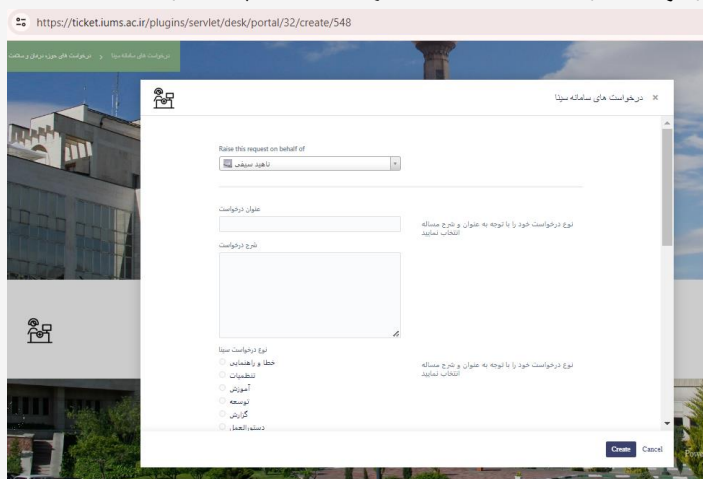 https://ticket.iums.ac.ir/plugins/servlet/desk/portal/32/create/548
درخواست های حوزه درمان و سلامت < درخواست های سامانه سینا
درخواست های سامانه سینا ×
Raise this request on behalf of
ناهید سیفی
عنوان درخواست
نوع درخواست خود را با توجه به عنوان و شرح مساله
انتخاب نمایید
شرح درخواست
نوع درخواست سینا
خطا و راهنمایی
نوع درخواست خود را با توجه به عنوان و شرح مساله
انتخاب نمایید
تنظیمات
آموزش
توسعه
گزارش
دستورالعمل
Create Cancel